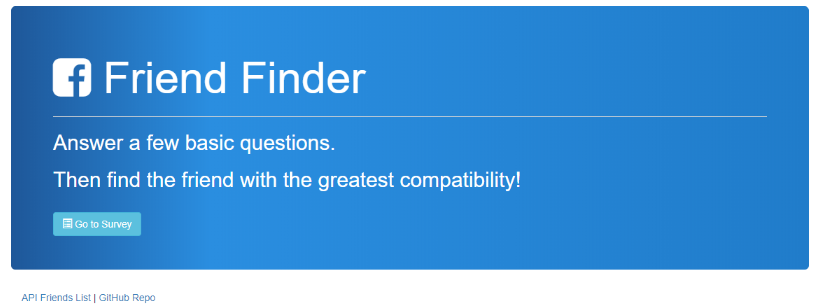 Friend Finder
Answer a few basic questions.
Then find the friend with the greatest compatibility!
Go to Survey
API Friends List | GitHub Repo